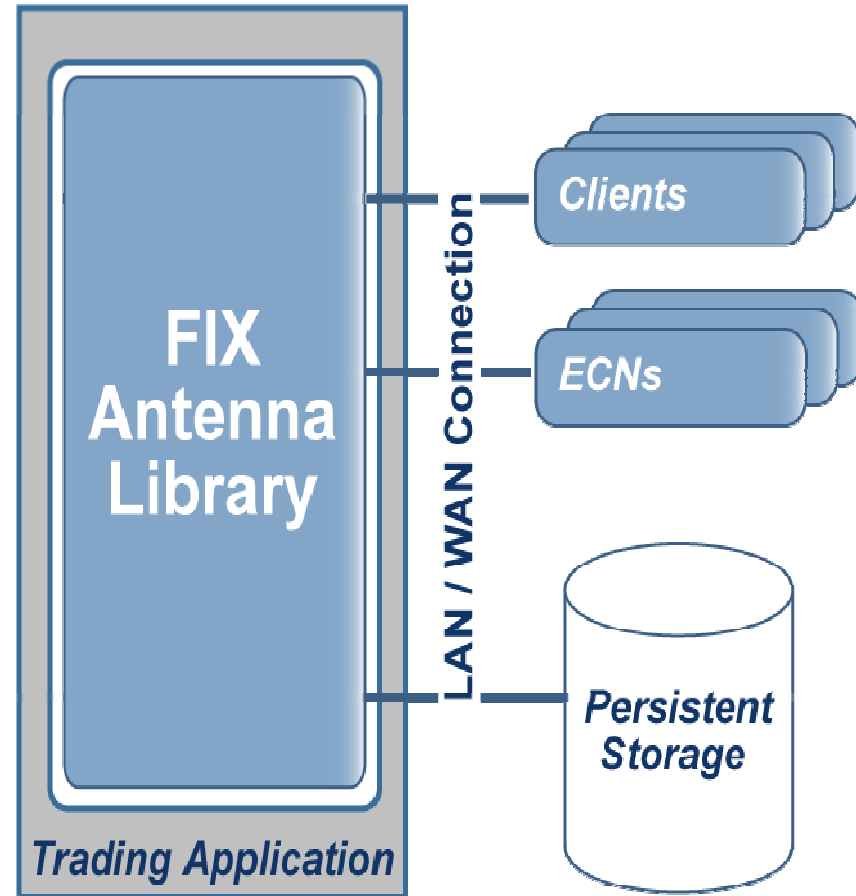 FIX
Antenna
Library
Trading Application
LAN / WAN Connection
Clients
ECNs
Persistent
Storage